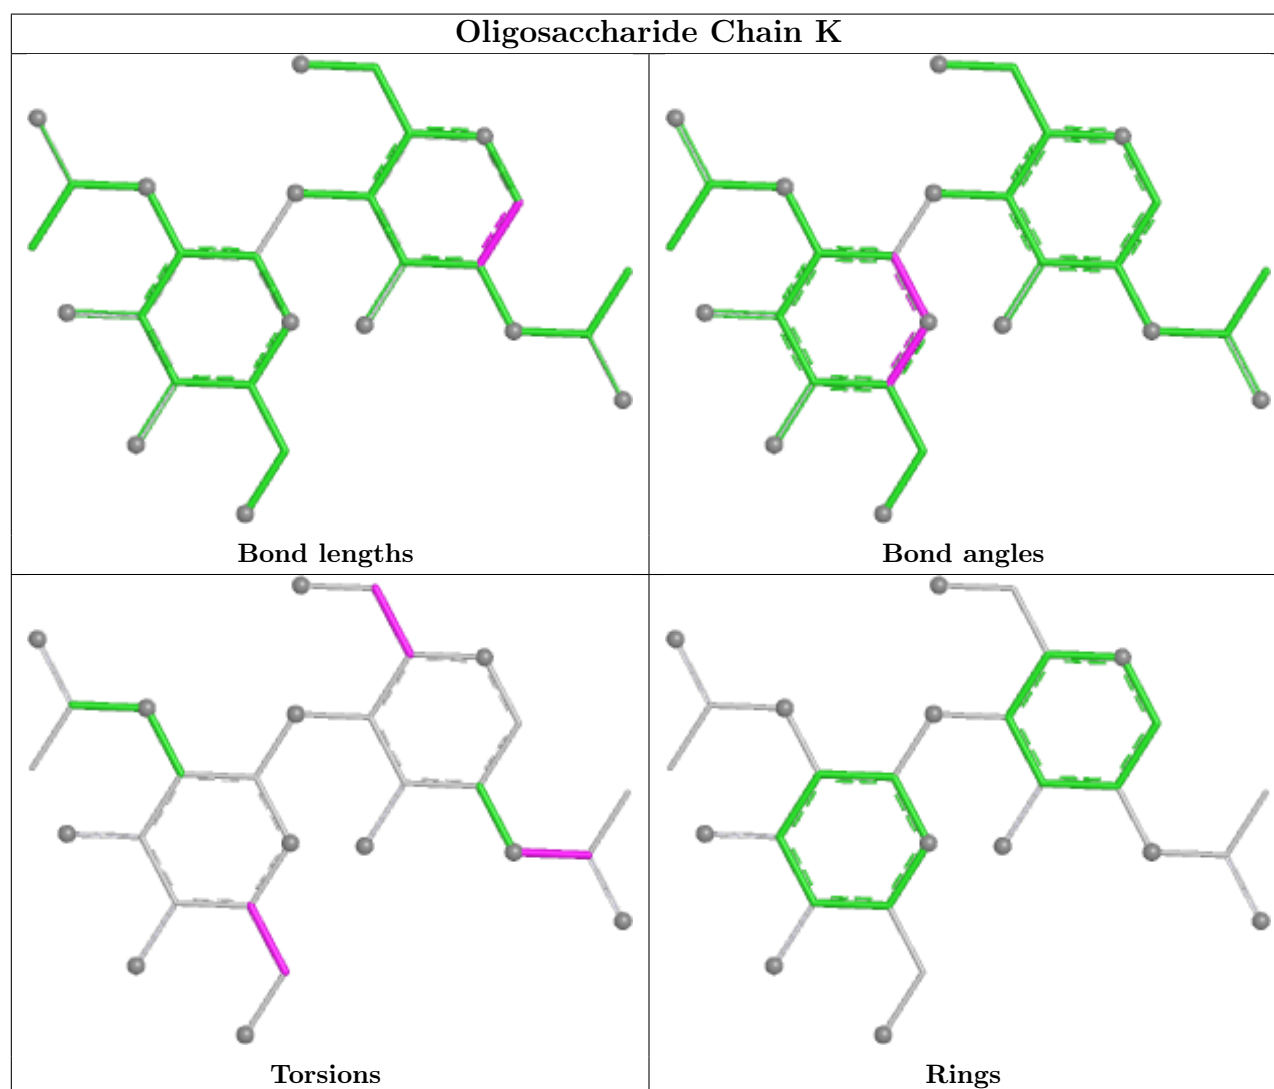 Oligosaccharide Chain K
Bond lengths
Bond angles
Torsions
Rings